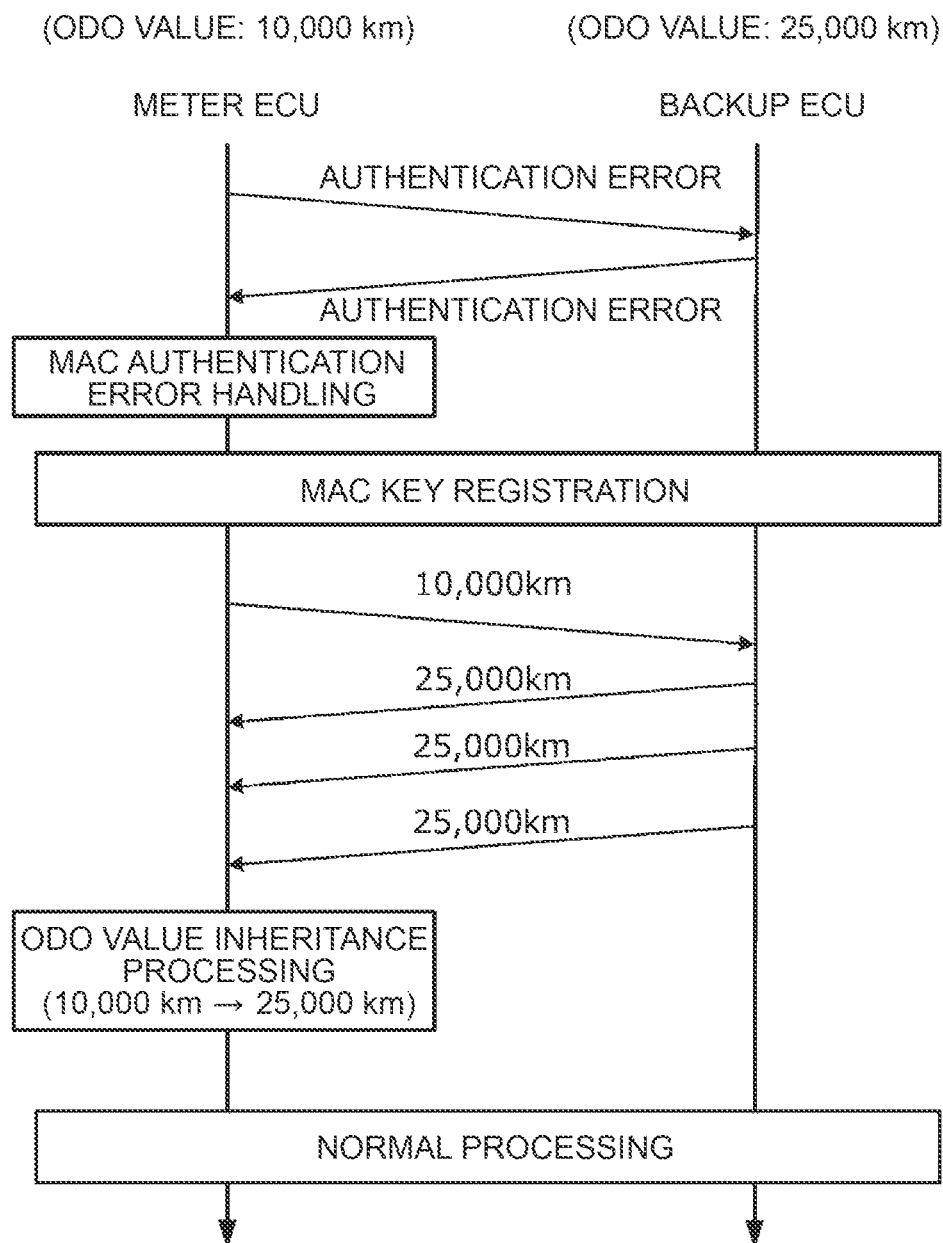 (ODO VALUE: 10,000 km)
(ODO VALUE: 25,000 km)
METER ECU
BACKUP ECU
AUTHENTICATION ERROR
AUTHENTICATION ERROR
MAC AUTHENTICATION
ERROR HANDLING
MAC KEY REGISTRATION
10,000km
25,000km
25,000km
25,000km
ODO VALUE INHERITANCE
PROCESSING
(10,000 km → 25,000 km)
NORMAL PROCESSING